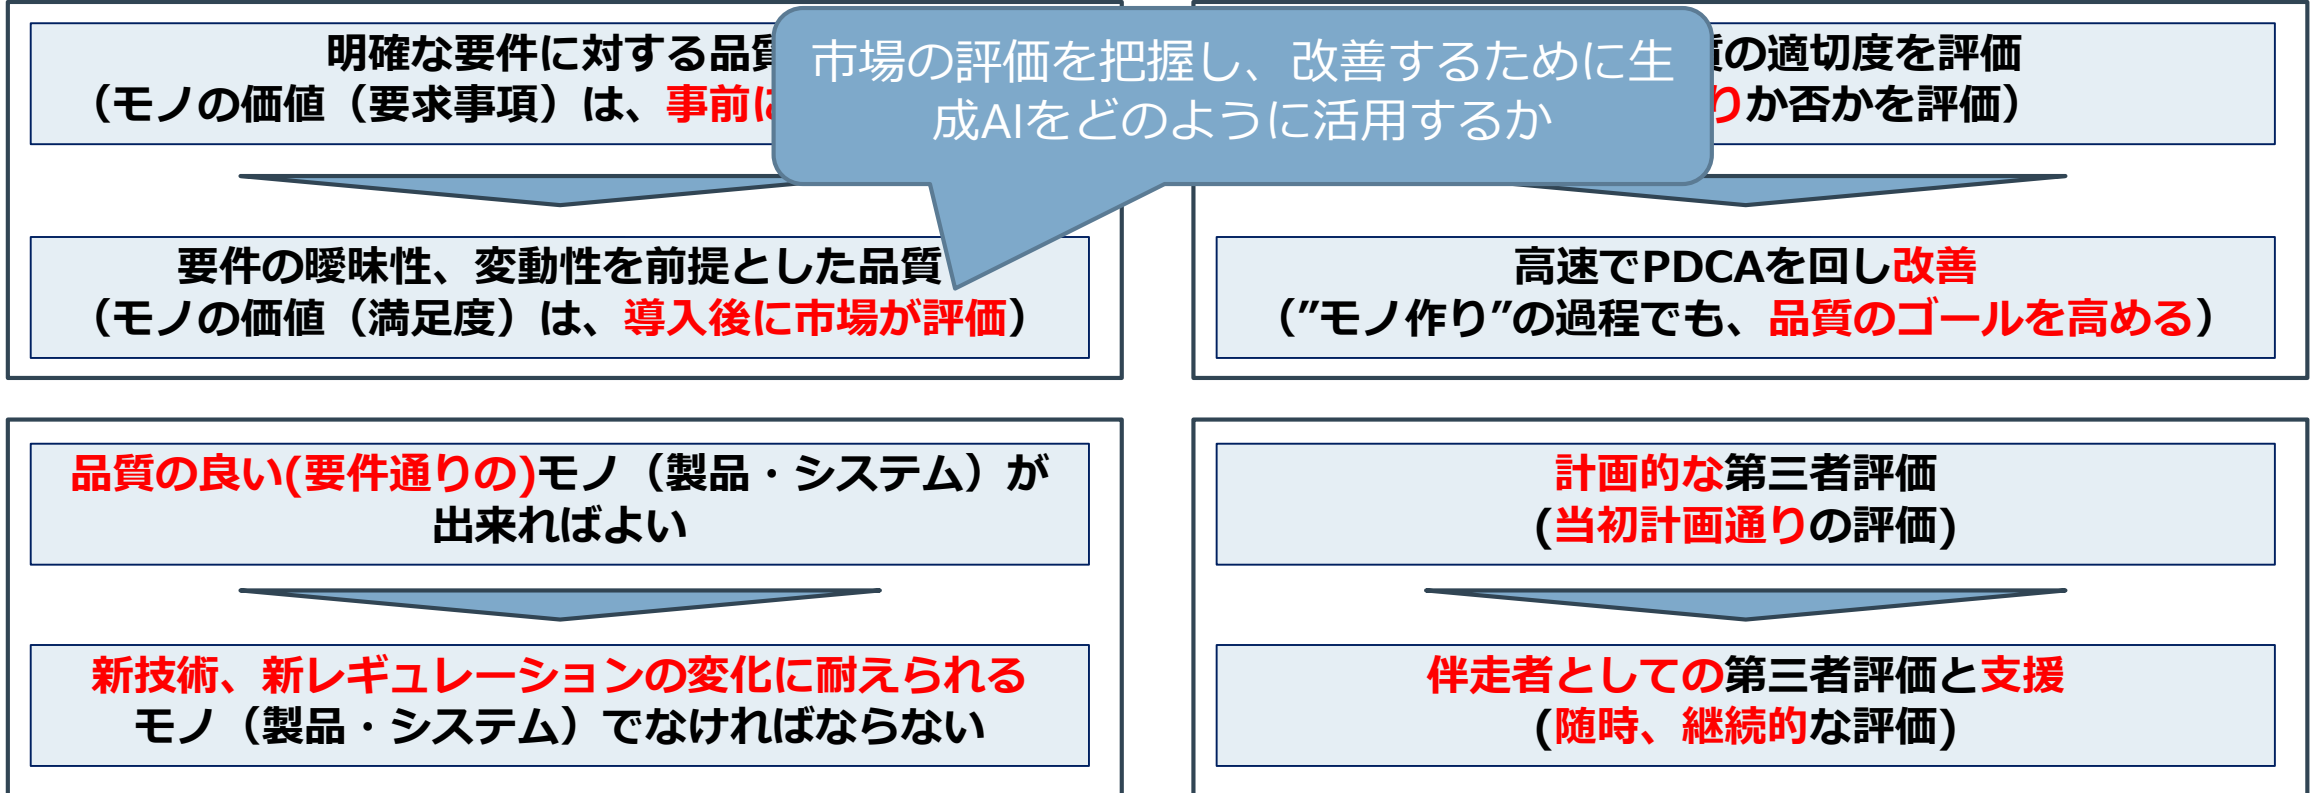 明確な要件に対する品質
（モノの価値（要求事項）は、事前に
市場の評価を把握し、改善するために生
成AIをどのように活用するか
の適切度を評価
りか否かを評価）
要件の曖昧性、変動性を前提とした品質
（モノの価値（満足度）は、導入後に市場が評価）
高速でPDCAを回し改善
（”モノ作り”の過程でも、品質のゴールを高める）
品質の良い(要件通りの)モノ（製品・システム）が
出来ればよい
新技術、新レギュレーションの変化に耐えられる
モノ（製品・システム）でなければならない
計画的な第三者評価
(当初計画通りの評価)
伴走者としての第三者評価と支援
(随時、継続的な評価)